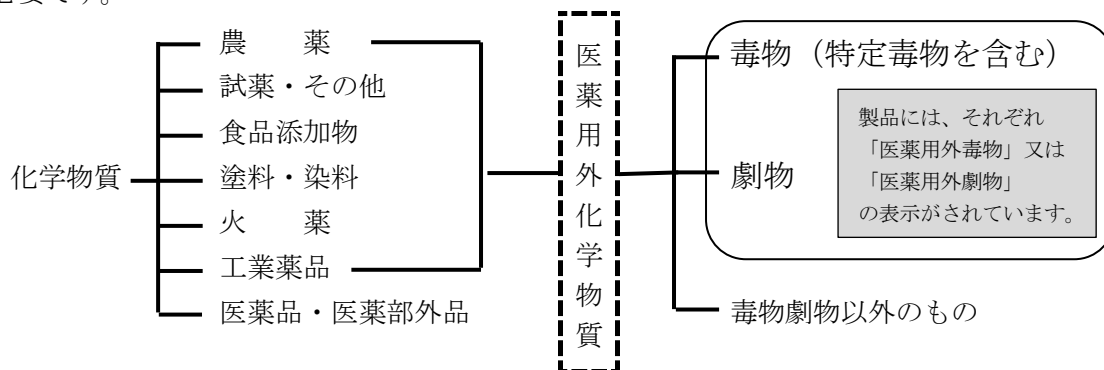 化学物質
農　　薬
試薬・その他
食品添加物
塗料・染料
火　　薬
工業薬品
医薬品・医薬部外品
医薬用外化学物質
毒物（特定毒物を含む）
劇物
製品には、それぞれ
「医薬用外毒物」又は
「医薬用外劇物」
の表示がされています。
毒物劇物以外のもの